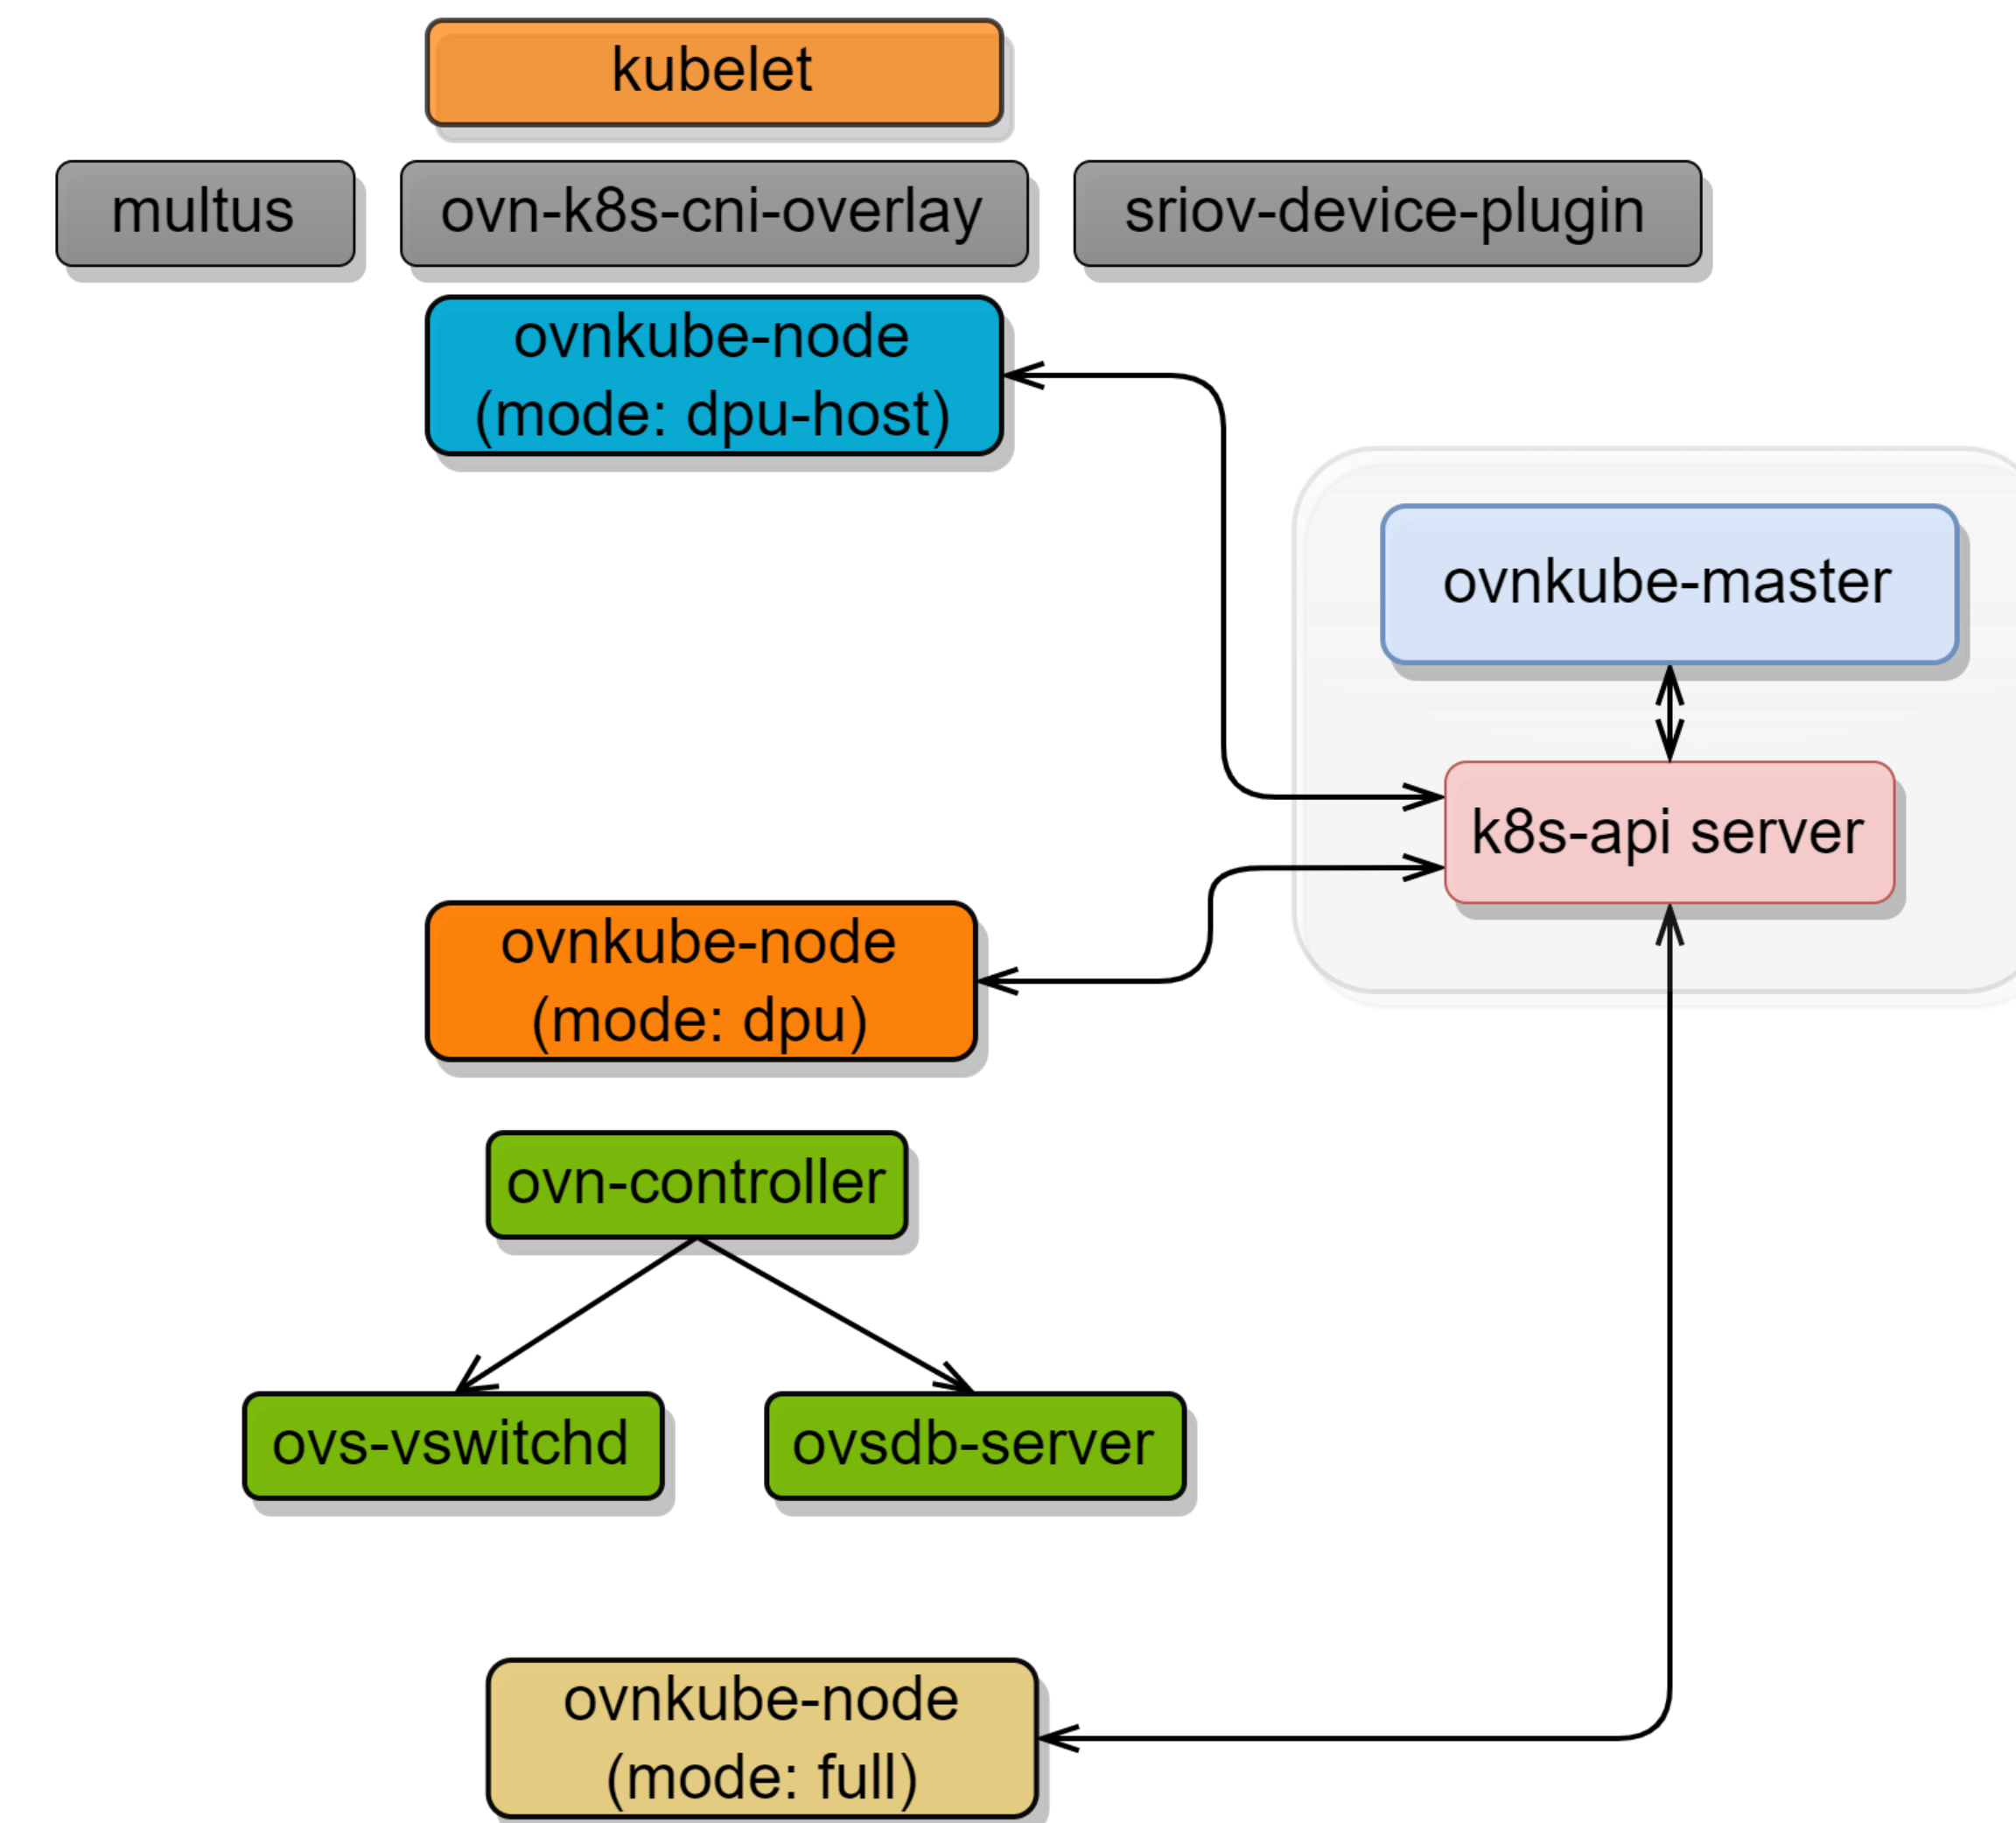 kubelet
multus
ovn-k8s-cni-overlay
sriov-device-plugin
ovnkube-node
(mode: dpu-host)
ovnkube-master
k8s-api server
ovnkube-node
(mode: dpu)
ovn-controller
ovs-vswitchd
ovsdb-server
ovnkube-node
(mode: full)